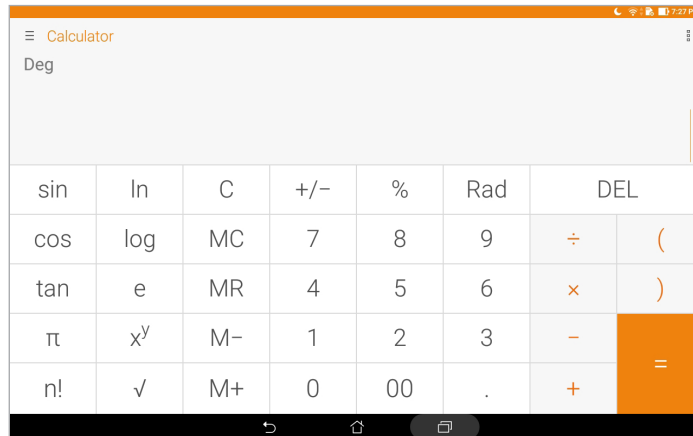 7:27 P
Calculator
Deg
sin ln C +/− % Rad DEL
cos log MC 7 8 9 ÷ (
tan e MR 4 5 6 × )
π xʸ M− 1 2 3 − =
n! √ M+ 0 00 . +